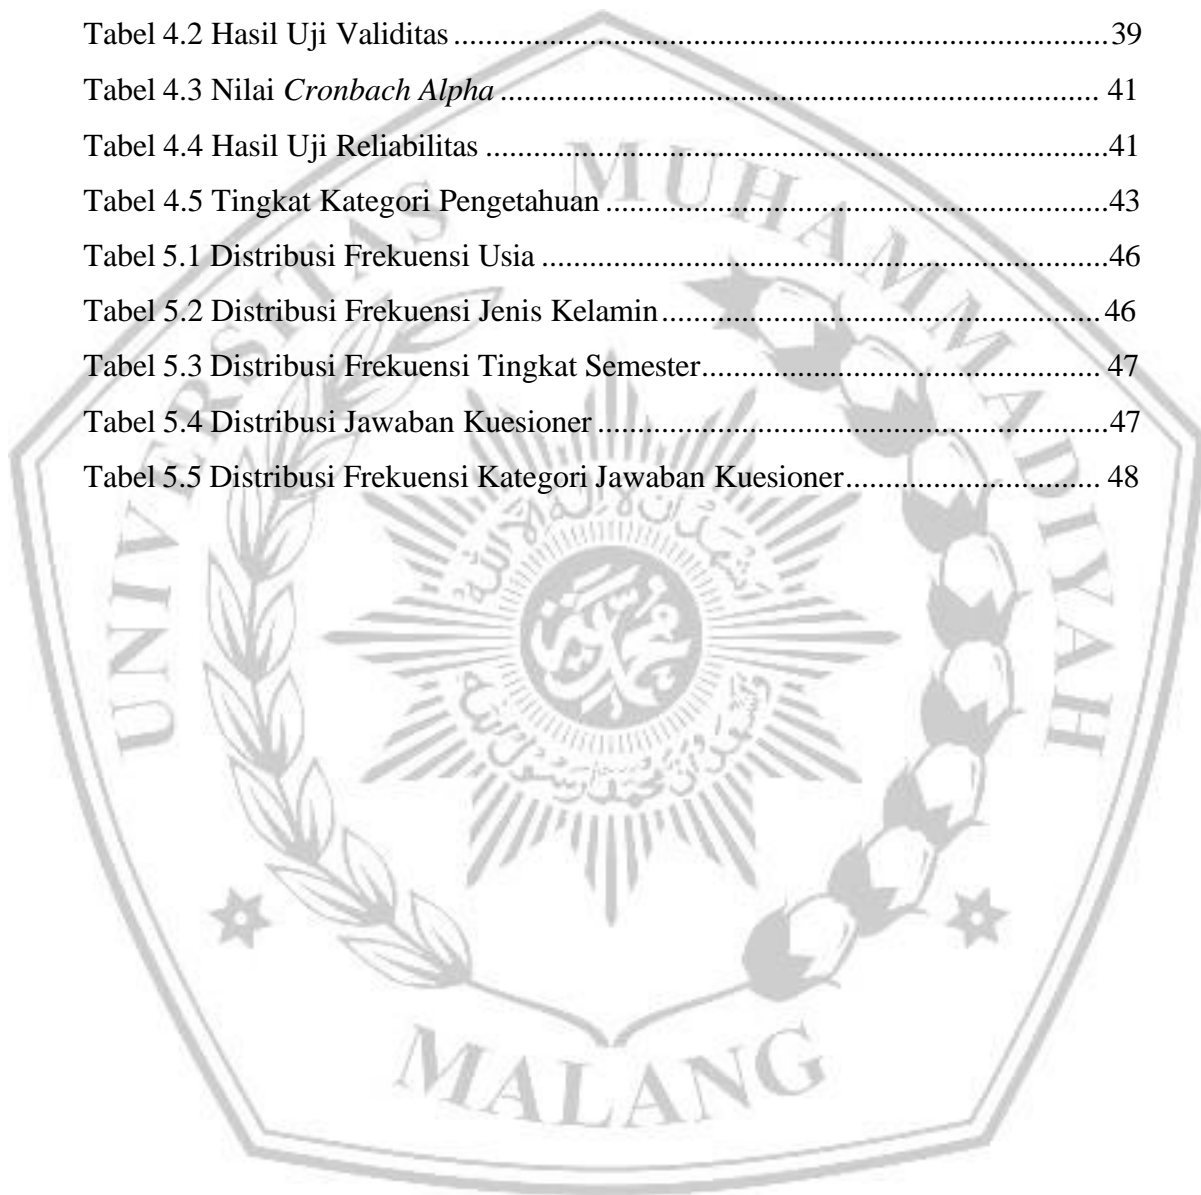 Tabel 4.2 Hasil Uji Validitas ................................................................................. 39
Tabel 4.3 Nilai Cronbach Alpha .......................................................................... 41
Tabel 4.4 Hasil Uji Reliabilitas ............................................................................. 41
Tabel 4.5 Tingkat Kategori Pengetahuan .............................................................. 43
Tabel 5.1 Distribusi Frekuensi Usia ...................................................................... 46
Tabel 5.2 Distribusi Frekuensi Jenis Kelamin ...................................................... 46
Tabel 5.3 Distribusi Frekuensi Tingkat Semester ................................................. 47
Tabel 5.4 Distribusi Jawaban Kuesioner ............................................................... 47
Tabel 5.5 Distribusi Frekuensi Kategori Jawaban Kuesioner ............................... 48
UNIVERSITAS MUHAMMADIYAH
MALANG